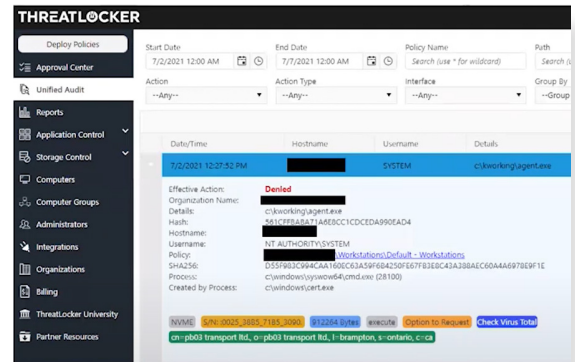 THREATLOCKER
Deploy Policies
Approval Center
Unified Audit
Reports
Application Control
Storage Control
Computers
Computer Groups
Administrators
Integrations
Organizations
Billing
ThreatLocker University
Partner Resources
Start Date End Date Policy Name Path
7/2/2021 12:00 AM 7/7/2021 12:00 AM Search (use * for wildcard) Search
Action Action Type Interface Group By
--Any-- --Any-- --Any-- --Group
Date/Time Hostname Username Details
7/2/2021 12:27:52 PM SYSTEM c:\kworking\agent.exe
Effective Action: Denied
Organization Name:
Details: c:\kworking\agent.exe
Hash: 561CFFBABA71A6E8CC1CDCEDA990EAD4
Hostname:
Username: NT AUTHORITY\SYSTEM
Policy: \Workstations\Default - Workstations
SHA256: D55F983C994CAA160EC63A59F6B4250FE67FB3E8C43A388AEC60A4A6978E9F1E
Process: c:\windows\syswow64\cmd.exe (28100)
Created by Process: c:\windows\cert.exe
NVME S/N: :0025_3885_7185_3090. 912264 Bytes execute Option to Request Check Virus Total
cn=pb03 transport ltd., o=pb03 transport ltd., l=brampton, s=ontario, c=ca